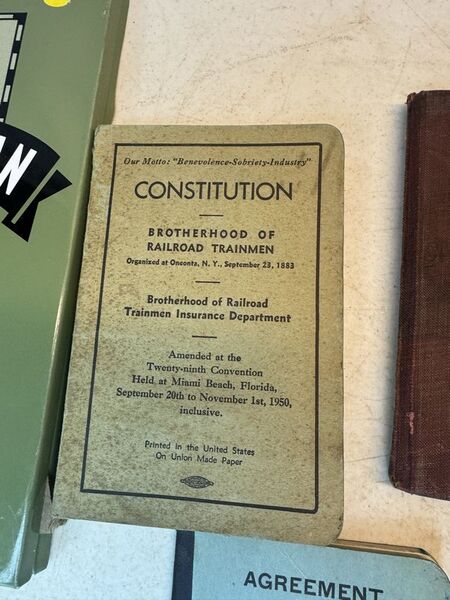 Our Motto: "Benevolence-Sobriety-Industry"
CONSTITUTION
BROTHERHOOD OF
RAILROAD TRAINMEN
Organized at Oneonta, N. Y., September 23, 1883
Brotherhood of Railroad
Trainmen Insurance Department
Amended at the
Twenty-ninth Convention
Held at Miami Beach, Florida,
September 20th to November 1st, 1950,
inclusive.
Printed in the United States
On Union Made Paper
AGREEMENT